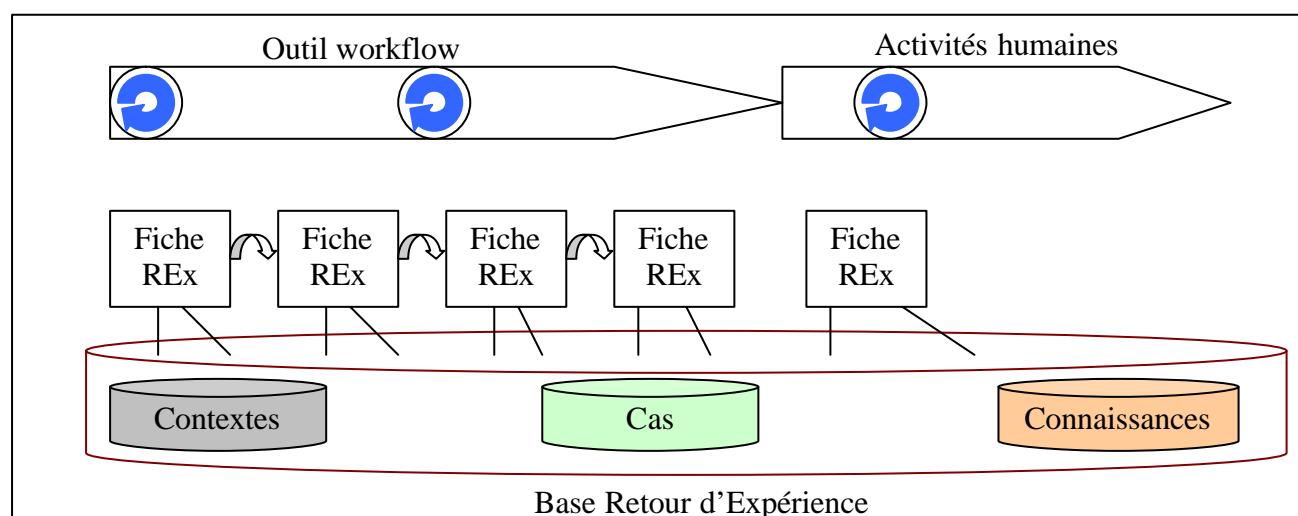 Outil workflow
Activités humaines
Fiche
REx
Fiche
REx
Fiche
REx
Fiche
REx
Fiche
REx
Contextes
Cas
Connaissances
Base Retour d’Expérience